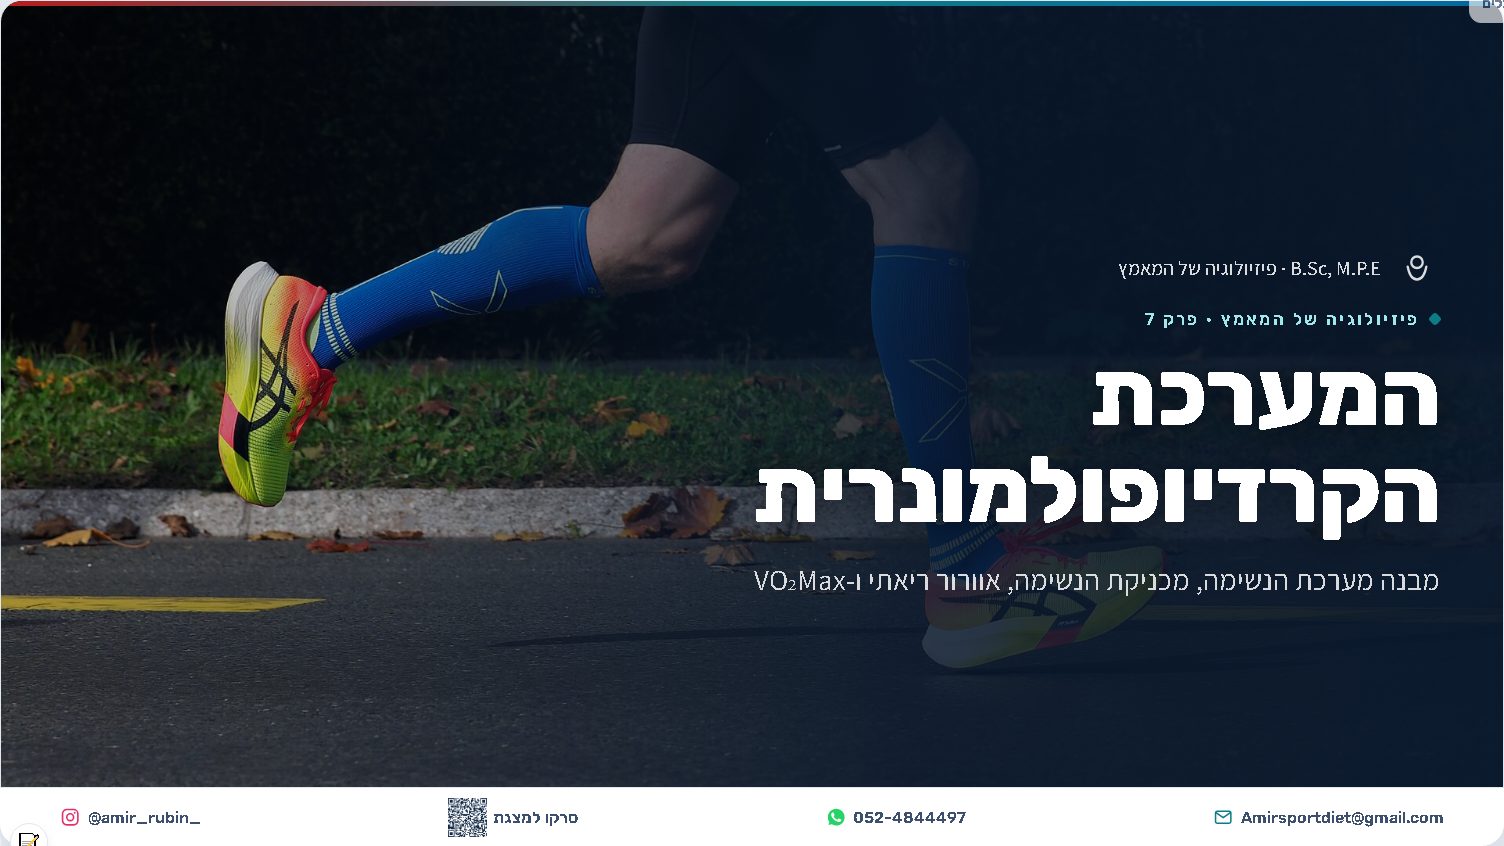 B.Sc, M.P.E · פיזיולוגיה של המאמץ
פיזיולוגיה של המאמץ • פרק 7
המערכת
הקרדיופולמונרית
מבנה מערכת הנשימה, מכניקת הנשימה, אוורור ריאתי ו-VO₂Max
Amirsportdiet@gmail.com
052-4844497
סרקו למצגת
@amir_rubin_